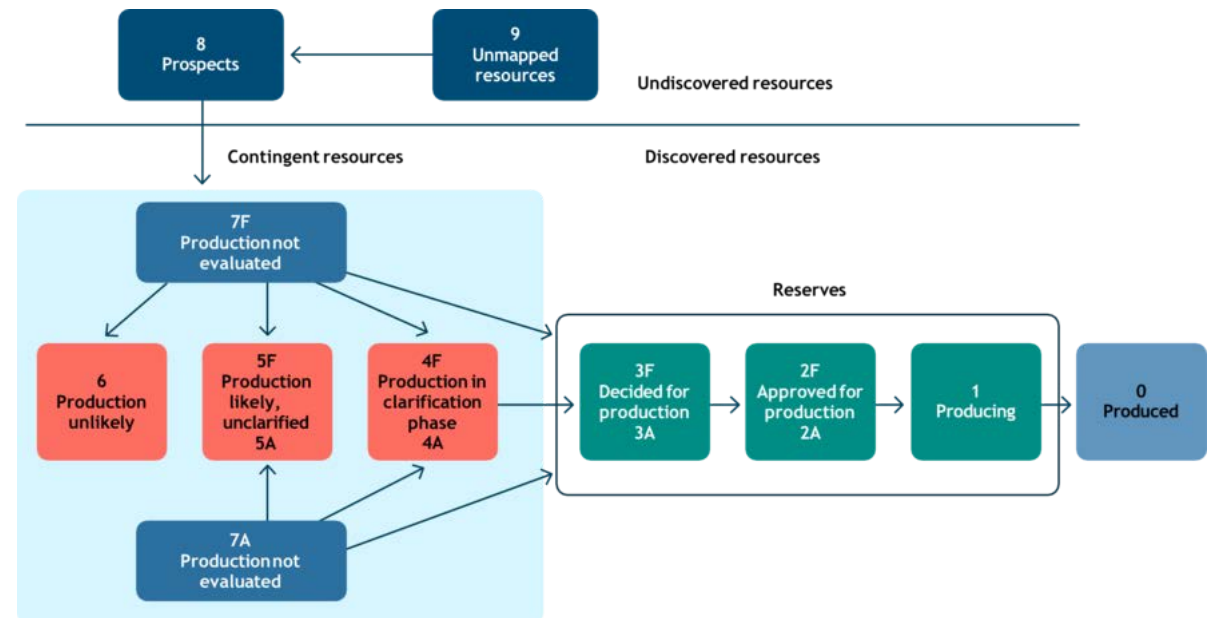 8
Prospects
9
Unmapped
resources
Undiscovered resources
Contingent resources
Discovered resources
7F
Production not
evaluated
Reserves
6
Production
unlikely
5F
Production
likely,
unclarified
5A
4F
Production in
clarification
phase
4A
3F
Decided for
production
3A
2F
Approved for
production
2A
1
Producing
0
Produced
7A
Production not
evaluated